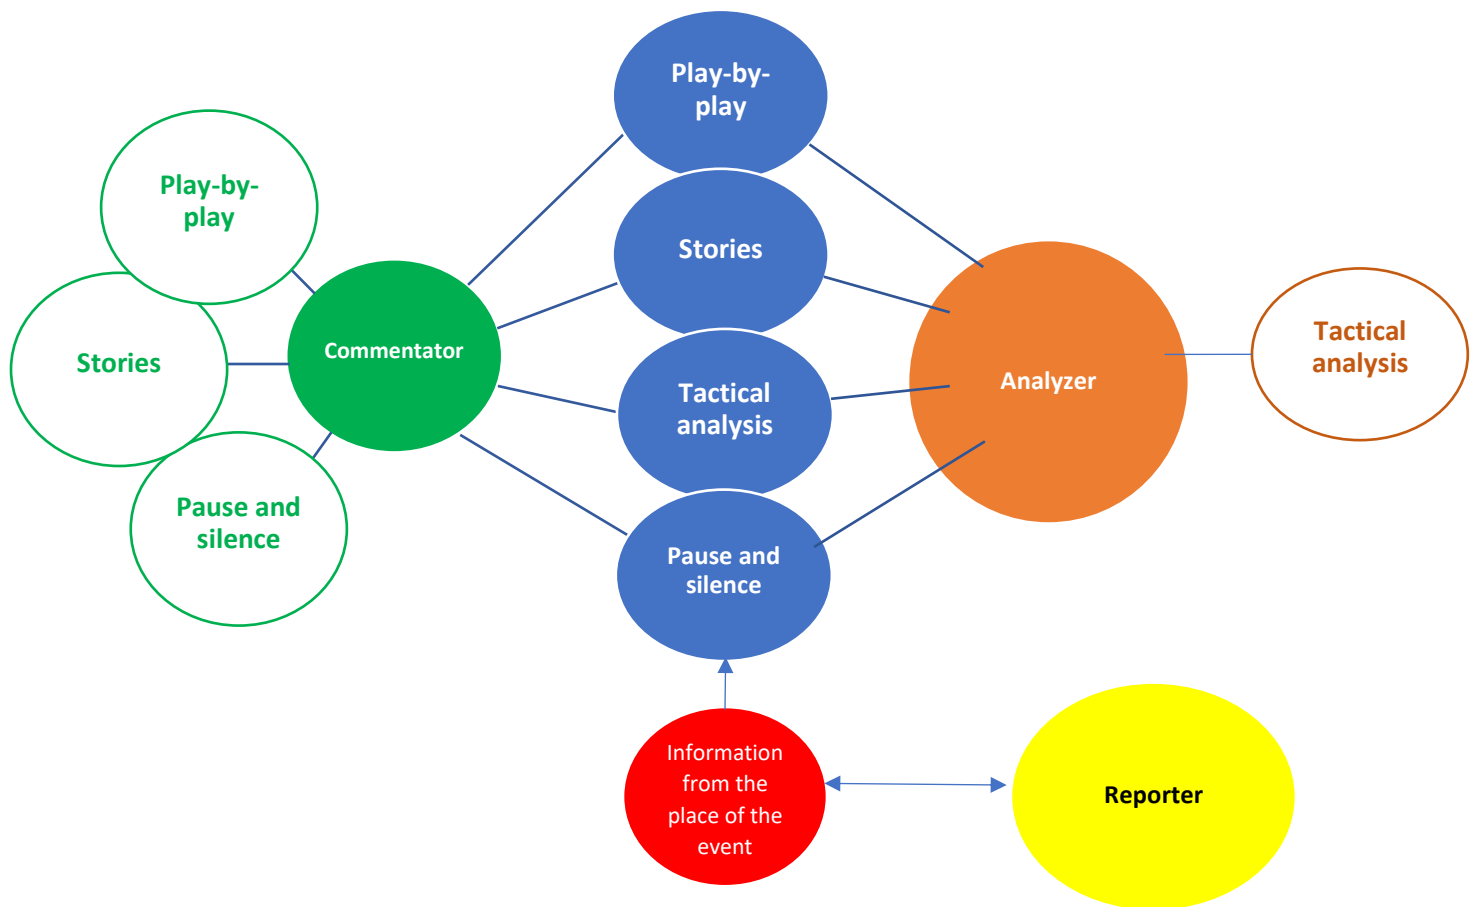 Play-by-
play
Stories
Pause and
silence
Commentator
Play-by-
play
Stories
Tactical
analysis
Pause and
silence
Analyzer
Tactical
analysis
Information
from the
place of the
event
Reporter